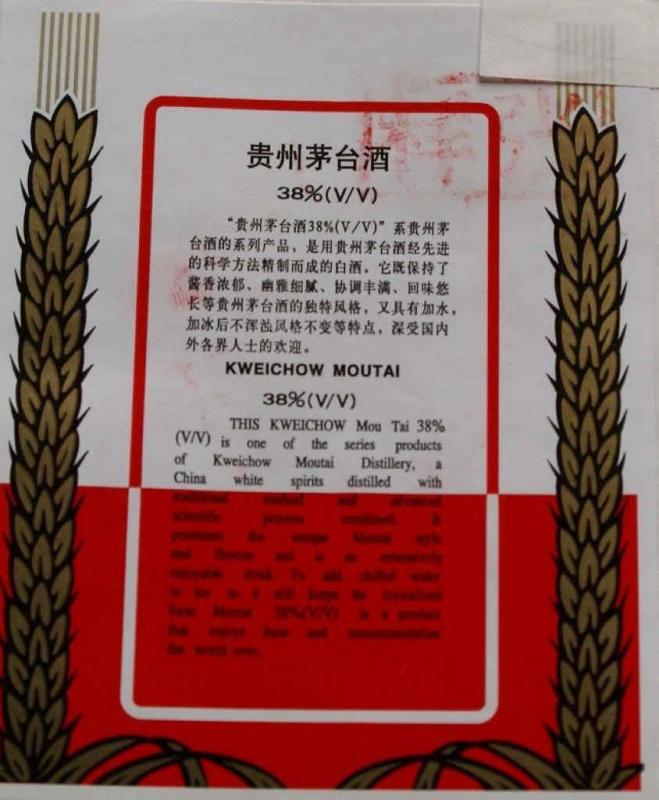 贵州茅台酒
38%(V/V)
“贵州茅台酒38%(V/V)”系贵州茅
台酒的系列产品,是用贵州茅台酒经先进
的科学方法精制而成的白酒。它既保持了
酱香浓郁、幽雅细腻、协调丰满、回味悠
长等贵州茅台酒的独特风格,又具有加水,
加冰后不浑浊风格不变等特点,深受国内
外各界人士的欢迎。
KWEICHOW MOUTAI
38%(V/V)
THIS KWEICHOW Mou Tai 38%
(V/V) is one of the series products
of Kweichow Moutai Distillery, a
China white spirits distilled with
traditional method and advanced
scientific process combined. It
possesses the unique Moutai style
and flavour and is an extensively
enjoyable drink. To add chilled water
or ice to it still keeps its crystallized
form Moutai 38%(V/V) is a product
that enjoys fame and
the world over.